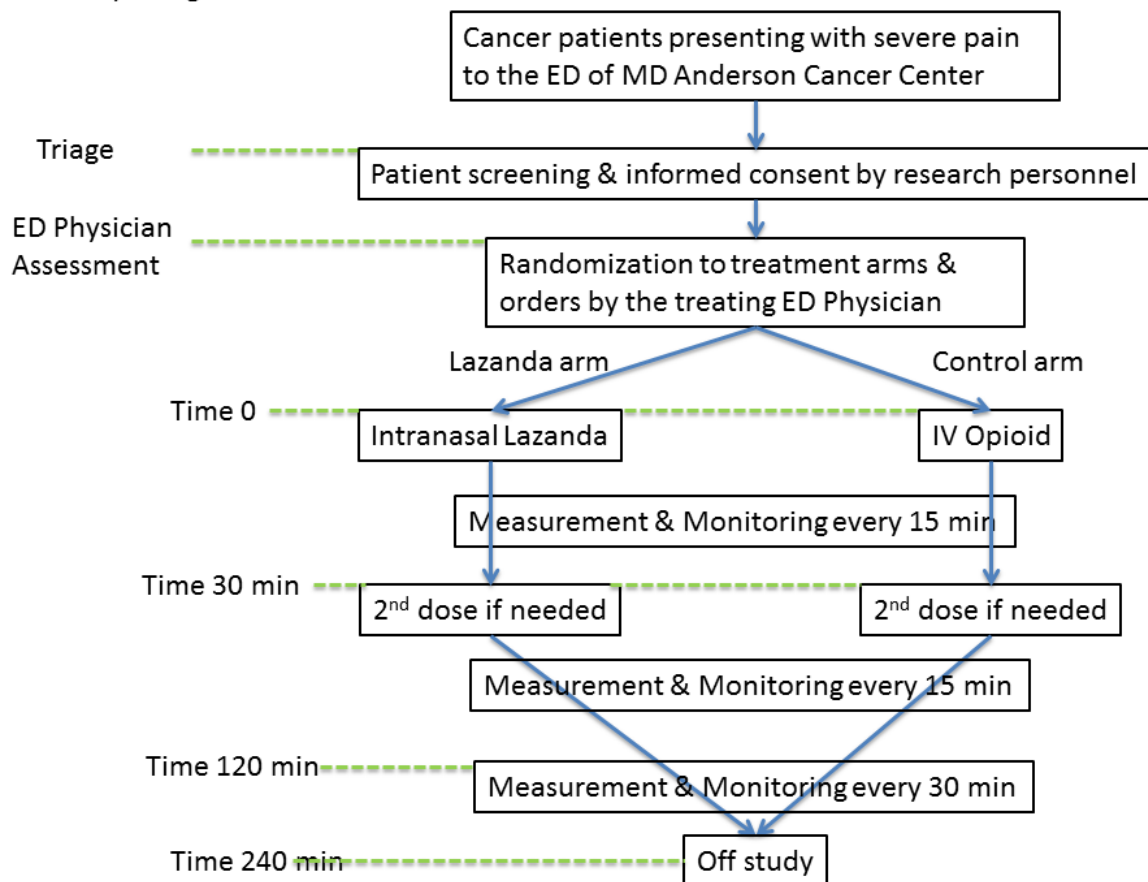 Cancer patients presenting with severe pain
to the ED of MD Anderson Cancer Center
Triage
Patient screening & informed consent by research personnel
ED Physician
Assessment
Randomization to treatment arms &
orders by the treating ED Physician
Lazanda arm
Control arm
Time 0
Intranasal Lazanda
IV Opioid
Measurement & Monitoring every 15 min
Time 30 min
2nd dose if needed
2nd dose if needed
Measurement & Monitoring every 15 min
Time 120 min
Measurement & Monitoring every 30 min
Time 240 min
Off study